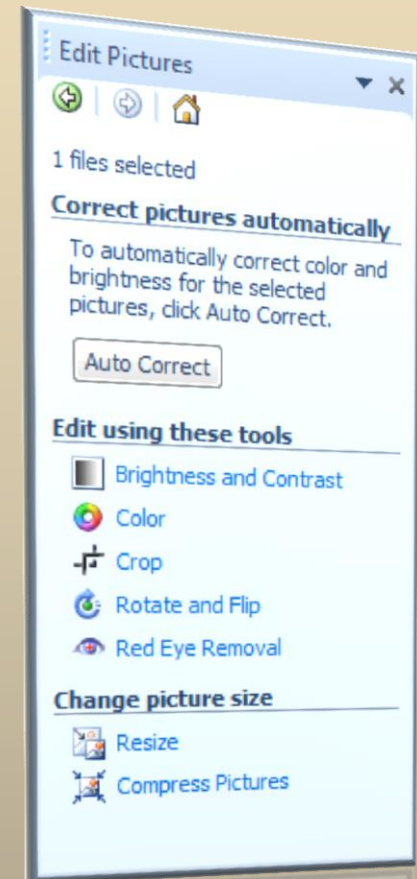 Edit Pictures
1 files selected
Correct pictures automatically
To automatically correct color and
brightness for the selected
pictures, click Auto Correct.
Auto Correct
Edit using these tools
Brightness and Contrast
Color
Crop
Rotate and Flip
Red Eye Removal
Change picture size
Resize
Compress Pictures